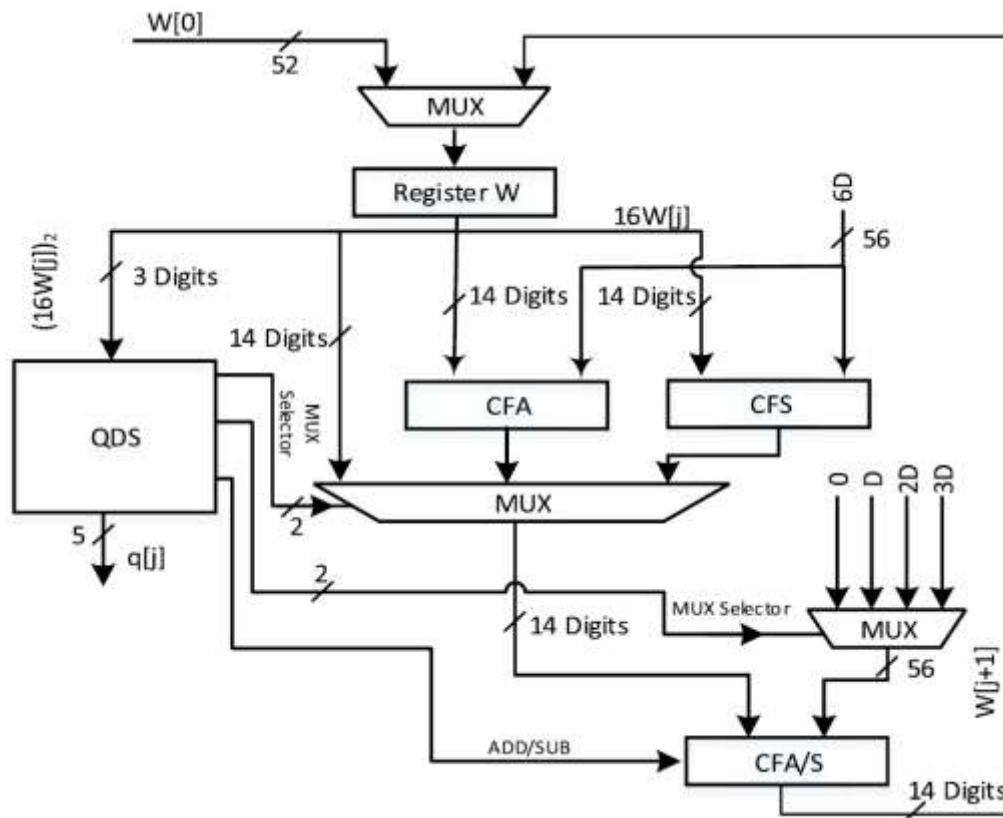 W[0]
52
MUX
Register W
16W[j]
6D
56
(16W[j])₂
3 Digits
14 Digits
14 Digits
14 Digits
CFA
CFS
QDS
MUX
Selector
2
MUX
0
D
2D
3D
5
q[j]
2
MUX Selector
MUX
14 Digits
56
W[j+1]
ADD/SUB
CFA/S
14 Digits